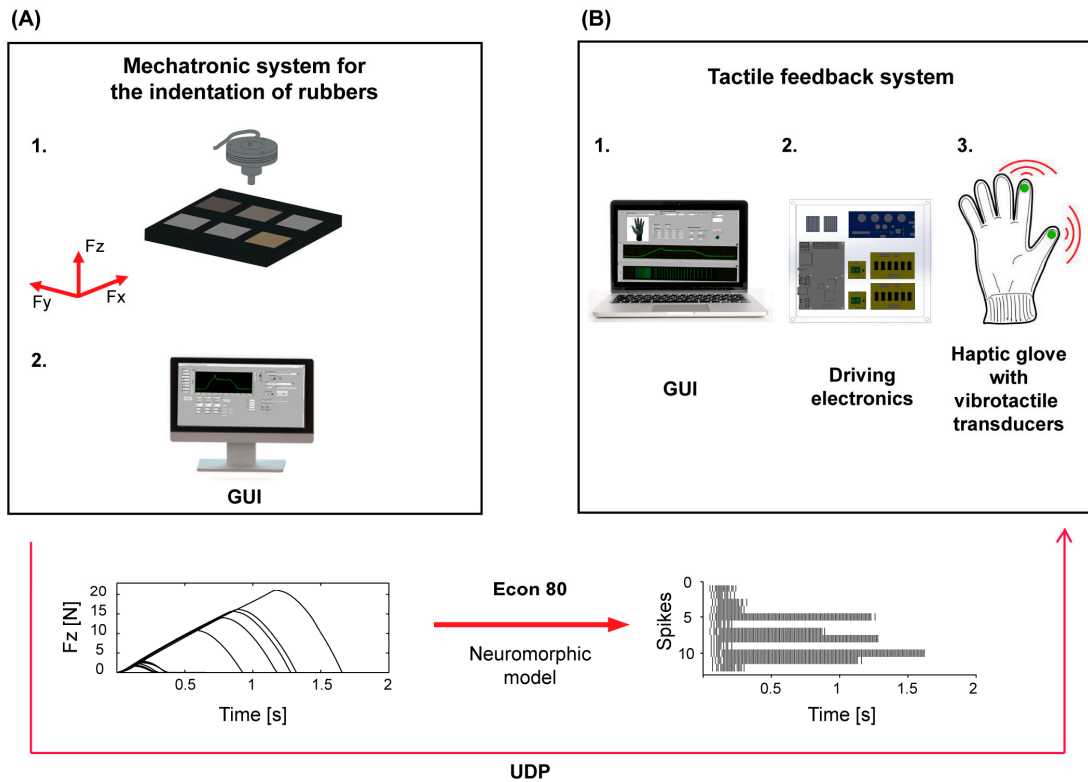 (A)
Mechatronic system for
the indentation of rubbers
1.
Fz
Fy
Fx
2.
GUI
(B)
Tactile feedback system
1.
2.
3.
GUI
Driving
electronics
Haptic glove
with
vibrotactile
transducers
Fz [N]
20
15
10
5
0
0.5
1
1.5
2
Time [s]
Econ 80
Neuromorphic
model
Spikes
0
5
10
0.5
1
1.5
2
Time [s]
UDP